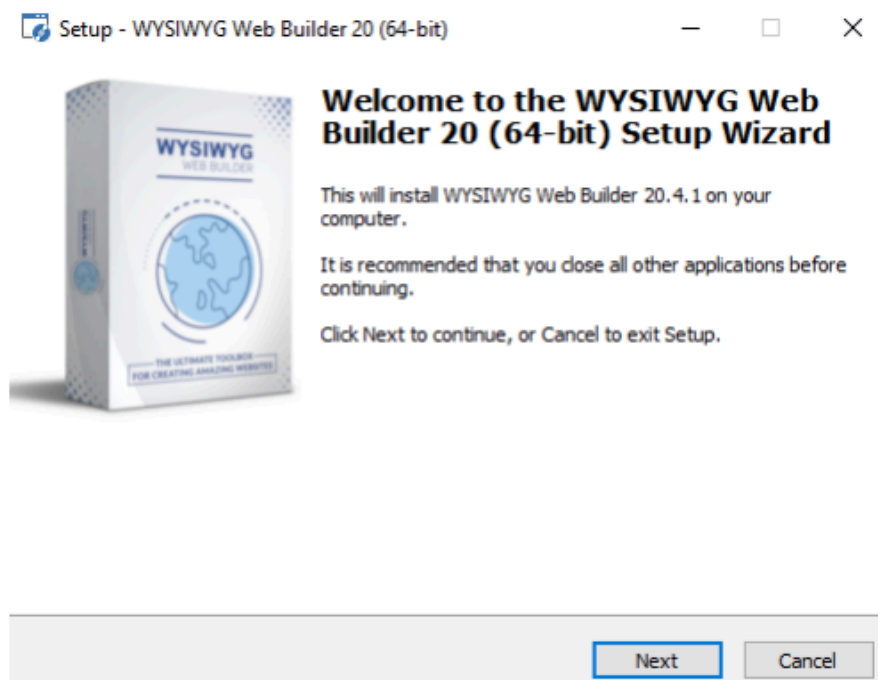 Setup - WYSIWYG Web Builder 20 (64-bit)
Welcome to the WYSIWYG Web
Builder 20 (64-bit) Setup Wizard
WYSIWYG
WEB BUILDER
WYSIWYG
THE ULTIMATE TOOLBOX
FOR CREATING AMAZING WEBSITES
This will install WYSIWYG Web Builder 20.4.1 on your
computer.
It is recommended that you close all other applications before
continuing.
Click Next to continue, or Cancel to exit Setup.
Next
Cancel